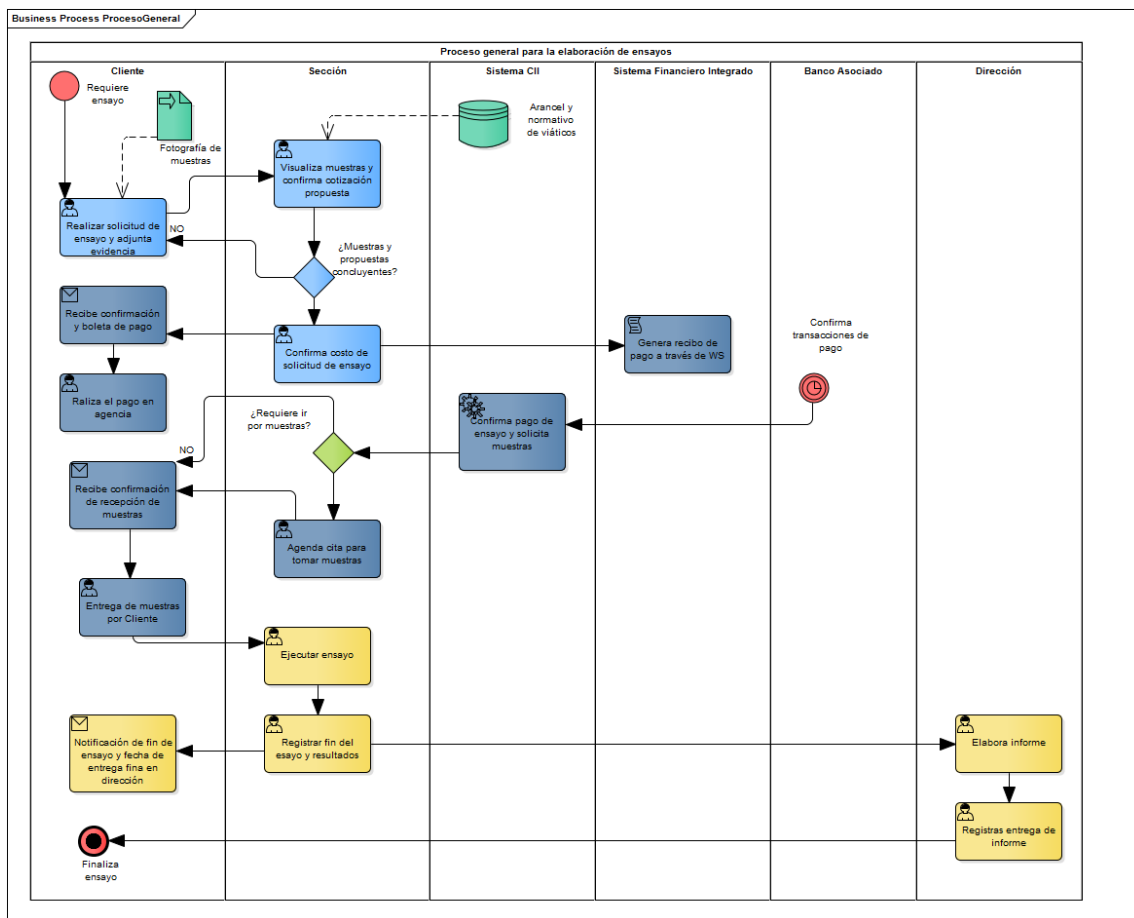 Business Process ProcesoGeneral
Proceso general para la elaboración de ensayos
Cliente
Sección
Sistema CII
Sistema Financiero Integrado
Banco Asociado
Dirección
Requiere
ensayo
Fotografía de
muestras
Arancel y
normativo
de viáticos
Visualiza muestras y
confirma cotización
propuesta
Realizar solicitud de
ensayo y adjunta
evidencia
NO
¿Muestras y
propuestas
concluyentes?
Recibe confirmación
y boleta de pago
Confirma costo de
solicitud de ensayo
Genera recibo de
pago a través de WS
Confirma
transacciones de
pago
Raliza el pago en
agencia
¿Requiere ir
por muestras?
Confirma pago de
ensayo y solicita
muestras
NO
Recibe confirmación
de recepción de
muestras
Agenda cita para
tomar muestras
Entrega de muestras
por Cliente
Ejecutar ensayo
Notificación de fin de
ensayo y fecha de
entrega fina en
dirección
Registrar fin del
esayo y resultados
Elabora informe
Registras entrega de
informe
Finaliza
ensayo